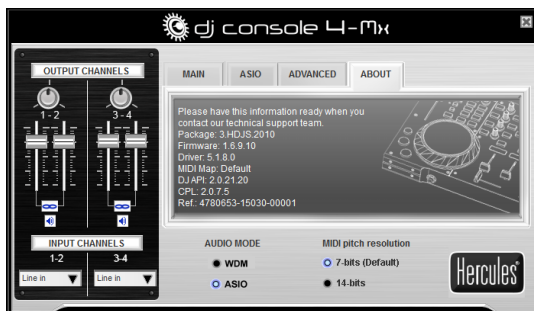 dj console 4-Mx
OUTPUT CHANNELS
1 - 2
3 - 4
INPUT CHANNELS
1-2
3-4
Line in
Line in
MAIN
ASIO
ADVANCED
ABOUT
Please have this information ready when you
contact our technical support team.
Package: 3.HDJS.2010
Firmware: 1.6.9.10
Driver: 5.1.8.0
MIDI Map: Default
DJ API: 2.0.21.20
CPL: 2.0.7.5
Ref.: 4780653-15030-00001
AUDIO MODE
WDM
ASIO
MIDI pitch resolution
7-bits (Default)
14-bits
Hercules